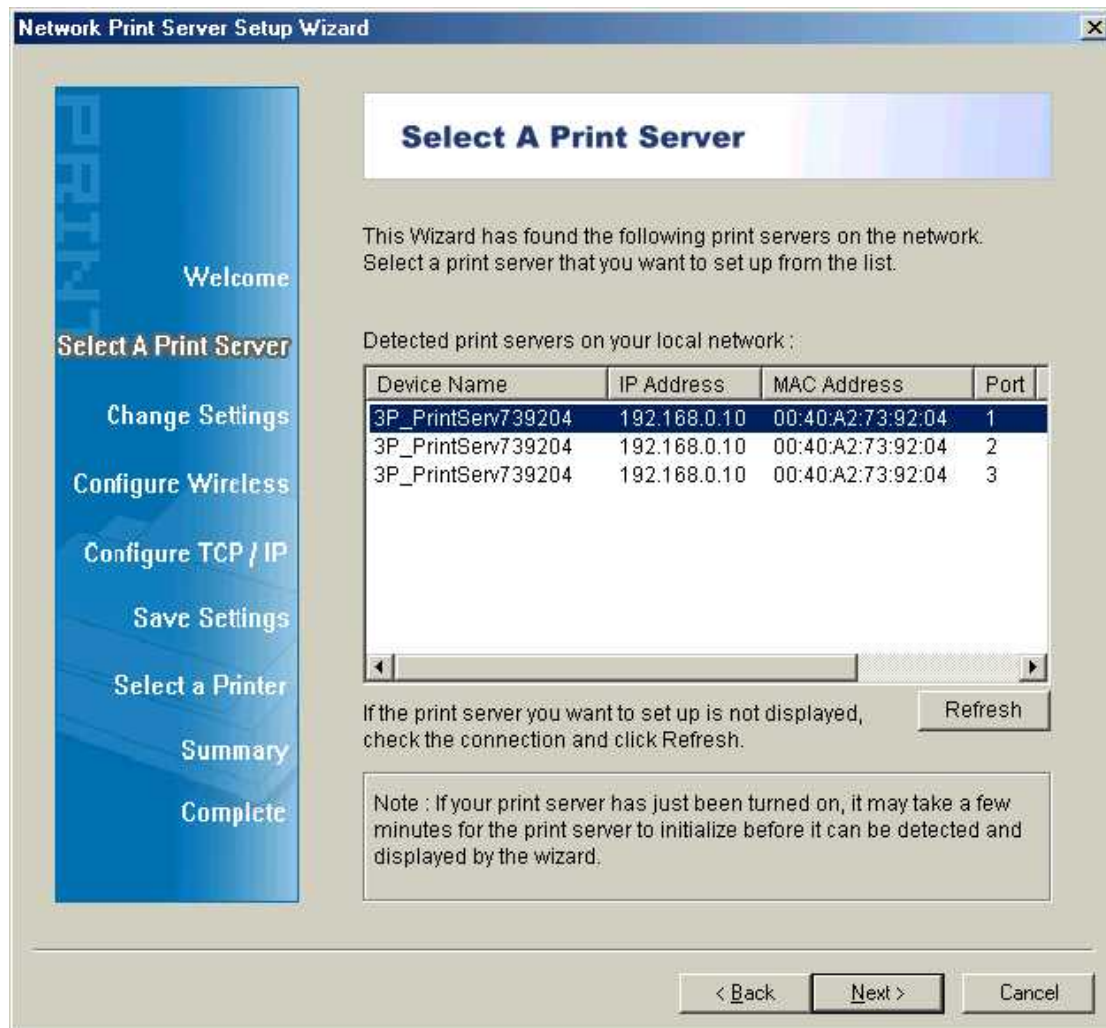 Network Print Server Setup Wizard
PRINT
Welcome
Select A Print Server
Change Settings
Configure Wireless
Configure TCP / IP
Save Settings
Select a Printer
Summary
Complete
Select A Print Server
This Wizard has found the following print servers on the network.
Select a print server that you want to set up from the list.
Detected print servers on your local network :
Device Name IP Address MAC Address Port
3P_PrintServ739204 192.168.0.10 00:40:A2:73:92:04 1
3P_PrintServ739204 192.168.0.10 00:40:A2:73:92:04 2
3P_PrintServ739204 192.168.0.10 00:40:A2:73:92:04 3
If the print server you want to set up is not displayed,
check the connection and click Refresh.
Refresh
Note : If your print server has just been turned on, it may take a few
minutes for the print server to initialize before it can be detected and
displayed by the wizard.
< Back
Next >
Cancel